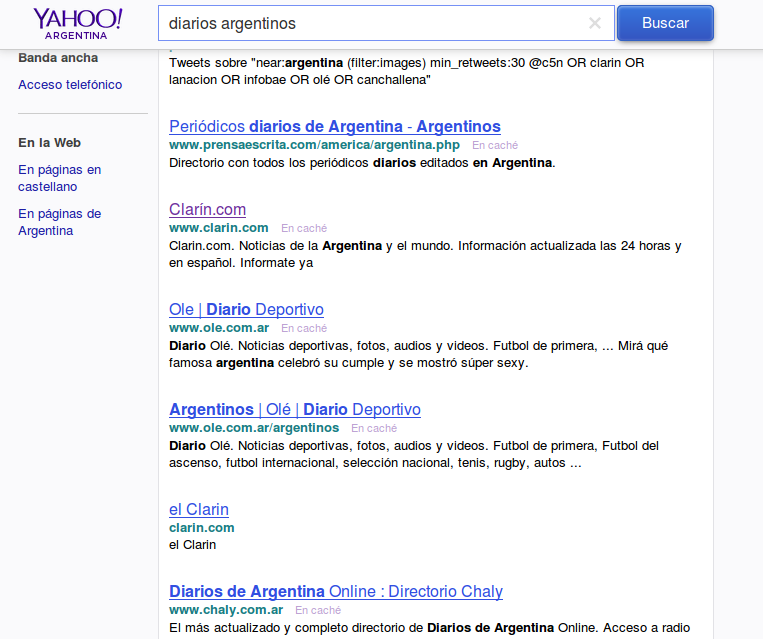 YAHOO!
ARGENTINA
diarios argentinos
Buscar
Banda ancha
Acceso telefónico
En la Web
En páginas en
castellano
En páginas de
Argentina
Tweets sobre "near:argentina (filter:images) min_retweets:30 @c5n OR clarin OR
lanacion OR infobae OR olé OR canchallena"
Periódicos diarios de Argentina - Argentinos
www.prensaescrita.com/america/argentina.php En caché
Directorio con todos los periódicos diarios editados en Argentina.
Clarín.com
www.clarin.com En caché
Clarin.com. Noticias de la Argentina y el mundo. Información actualizada las 24 horas y
en español. Informate ya
Ole | Diario Deportivo
www.ole.com.ar En caché
Diario Olé. Noticias deportivas, fotos, audios y videos. Futbol de primera, ... Mirá qué
famosa argentina celebró su cumple y se mostró súper sexy.
Argentinos | Olé | Diario Deportivo
www.ole.com.ar/argentinos En caché
Diario Olé. Noticias deportivas, fotos, audios y videos. Futbol de primera, Futbol del
ascenso, futbol internacional, selección nacional, tenis, rugby, autos ...
el Clarin
clarin.com
el Clarin
Diarios de Argentina Online : Directorio Chaly
www.chaly.com.ar En caché
El más actualizado y completo directorio de Diarios de Argentina Online. Acceso a radio